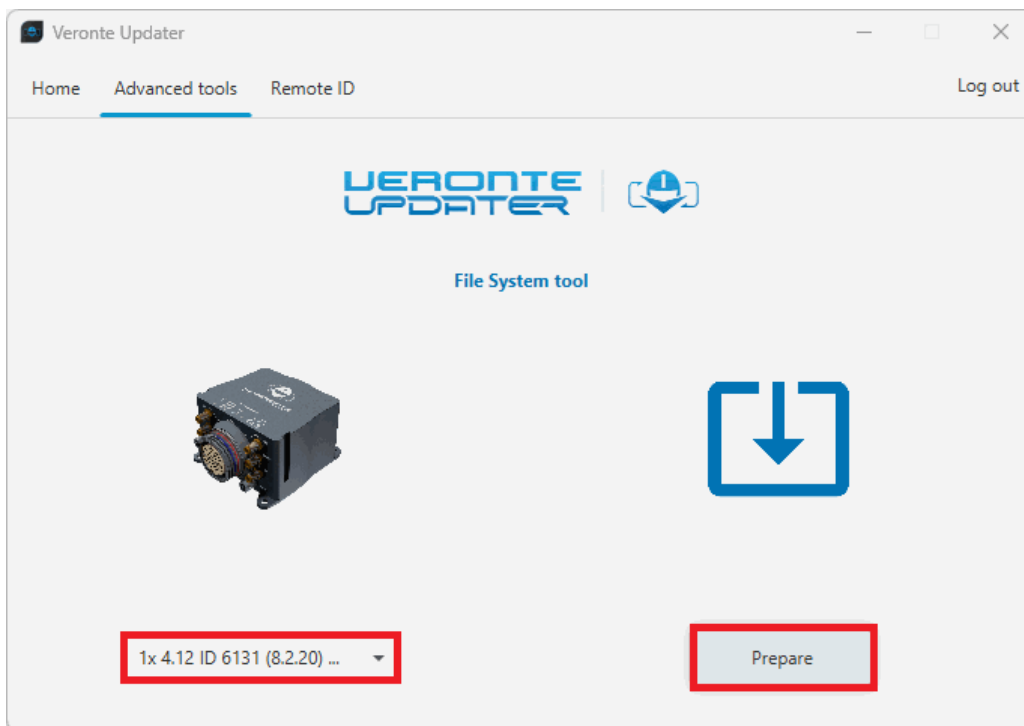 Veronte Updater
Home Advanced tools Remote ID Log out
VERONTE
UPDATER
File System tool
1x 4.12 ID 6131 (8.2.20) ...
Prepare